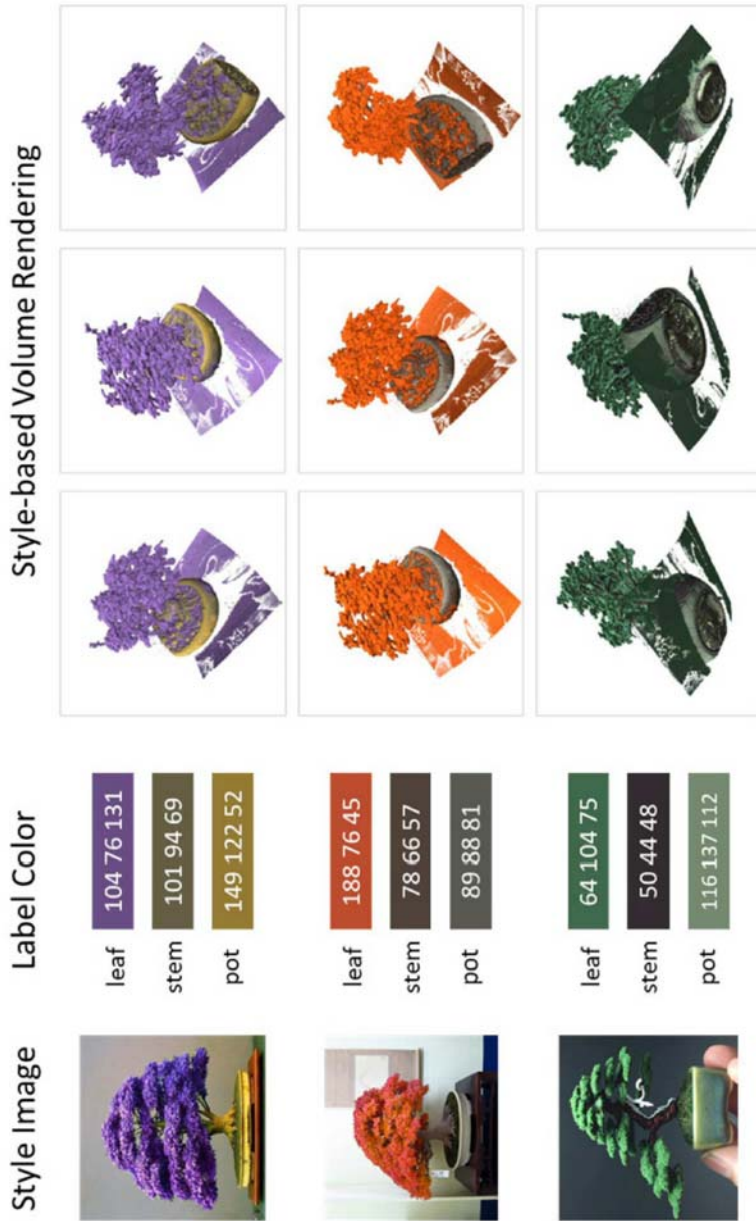 Style Image
Label Color
Style-based Volume Rendering
leaf
104 76 131
stem
101 94 69
pot
149 122 52
leaf
188 76 45
stem
78 66 57
pot
89 88 81
leaf
64 104 75
stem
50 44 48
pot
116 137 112